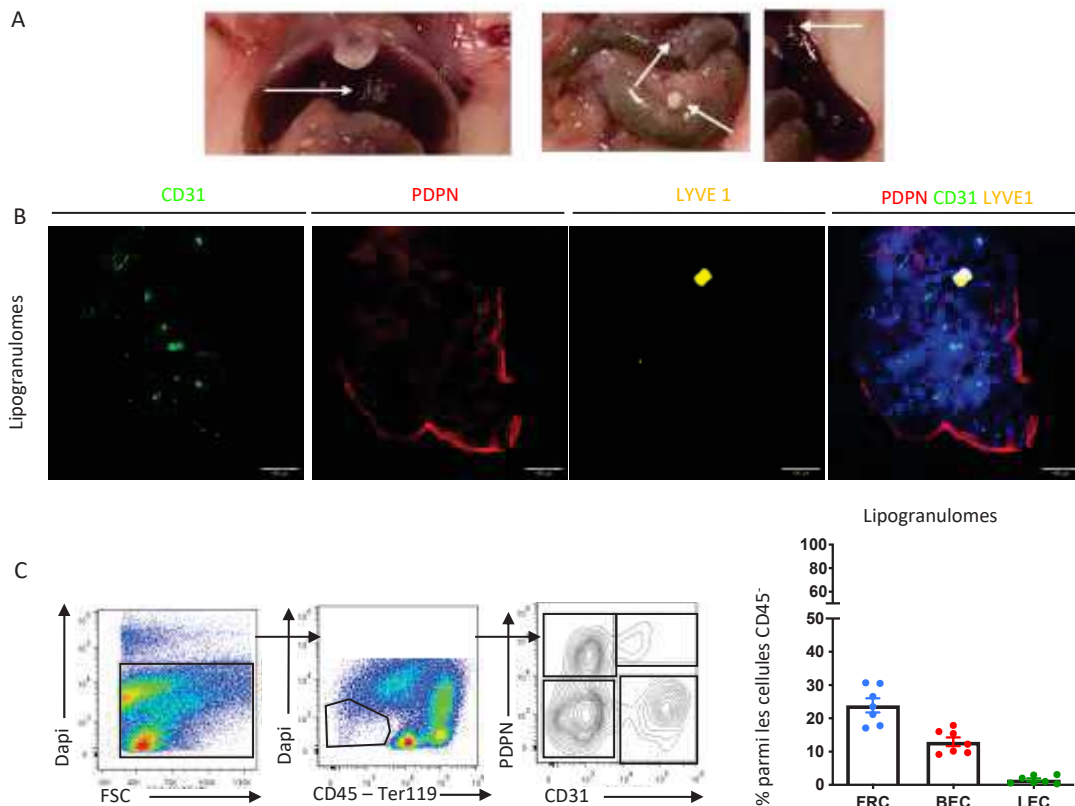 A
CD31 PDPN LYVE 1 PDPN CD31 LYVE1
B
Lipogranulomes
C
Lipogranulomes
% parmi les cellules CD45-
100
80
60
50
40
30
20
10
0
FRC BEC LEC
Dapi
FSC
Dapi
CD45 – Ter119
PDPN
CD31